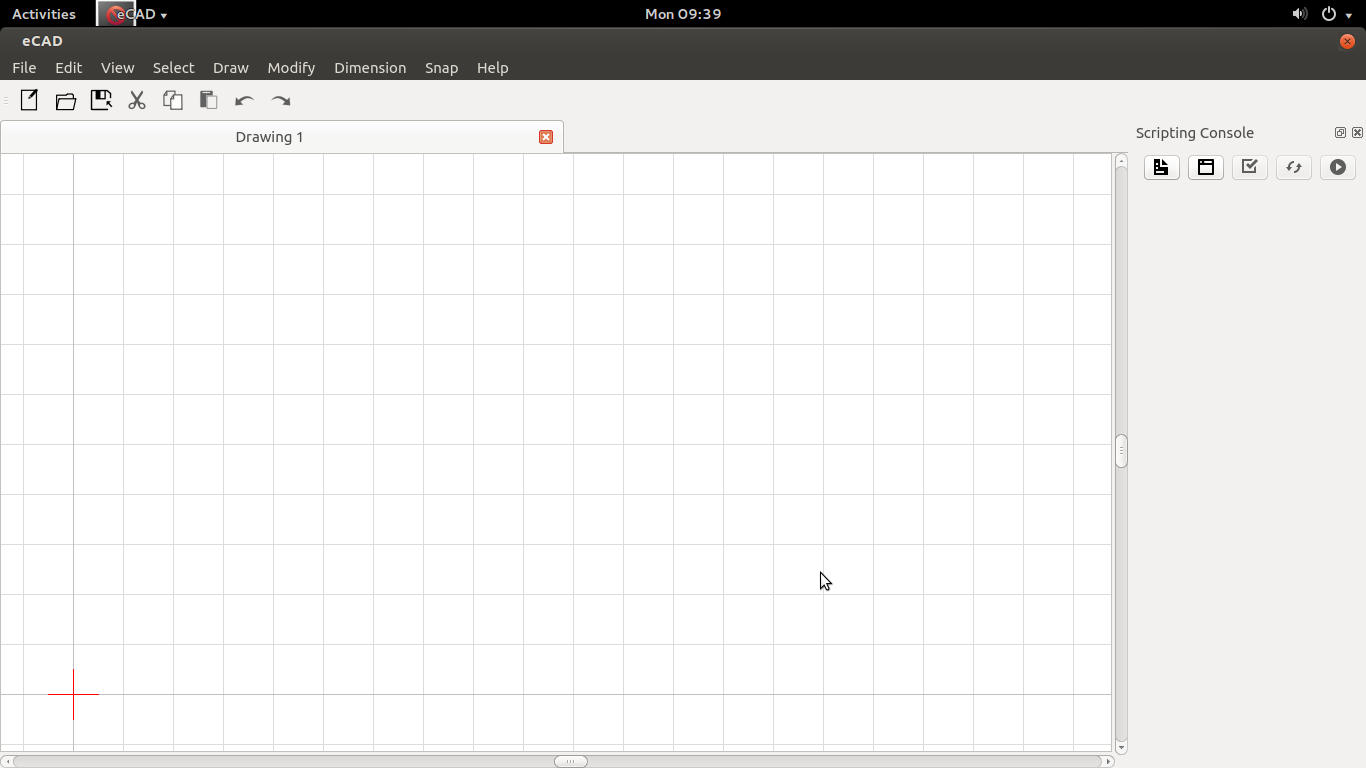 Activities eCAD Mon 09:39
eCAD
File Edit View Select Draw Modify Dimension Snap Help
Drawing 1
Scripting Console